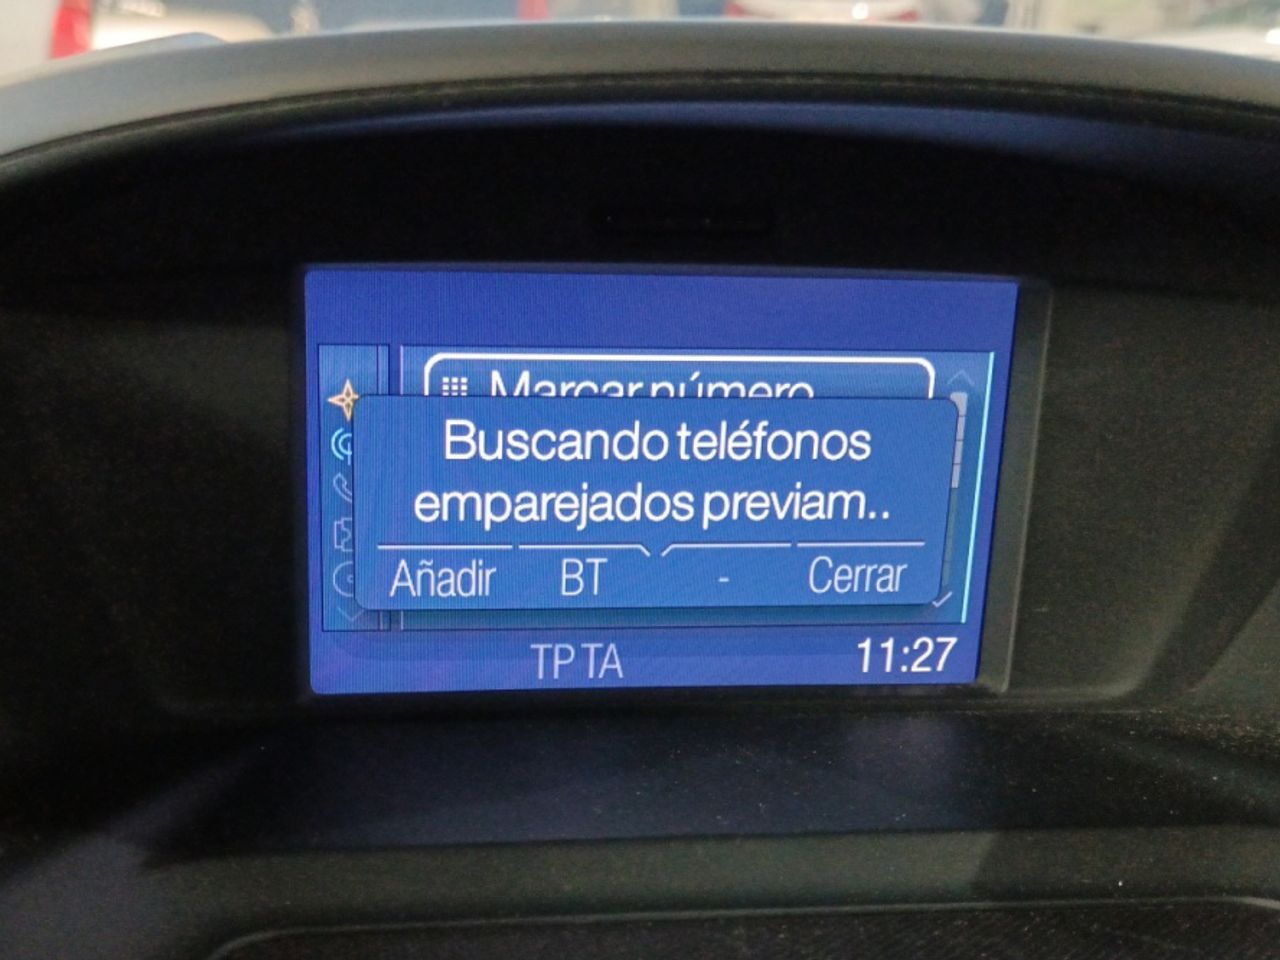 Marcar número
Buscando teléfonos
emparejados previam..
Añadir BT - Cerrar
TP TA 11:27